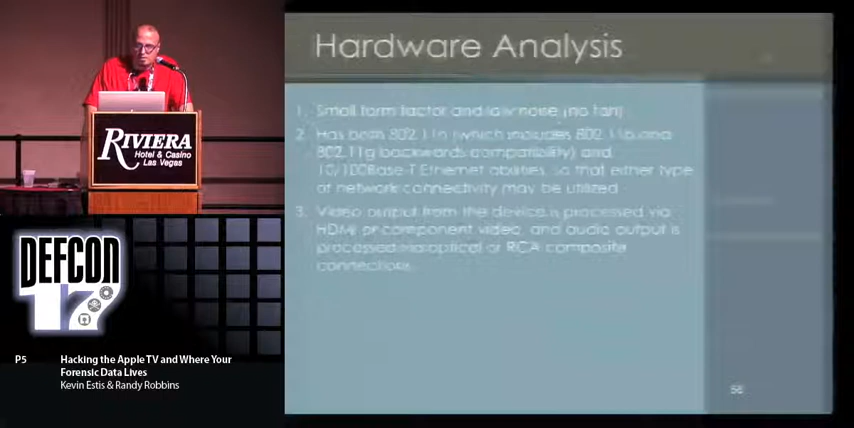 Hardware Analysis
1. Small form factor and low noise (no fan)
2. Has both 802.11n (which includes 802.11b and
802.11g backwards compatibility) and
10/100Base-T Ethernet abilities, so that either type
of network connectivity may be utilized
3. Video output from the device is processed via
HDMI or component video, and audio output is
processed via optical or RCA composite
connections.
58
RIVIERA
Hotel & Casino
Las Vegas
DEFCON
17
P5 Hacking the Apple TV and Where Your
Forensic Data Lives
Kevin Estis & Randy Robbins